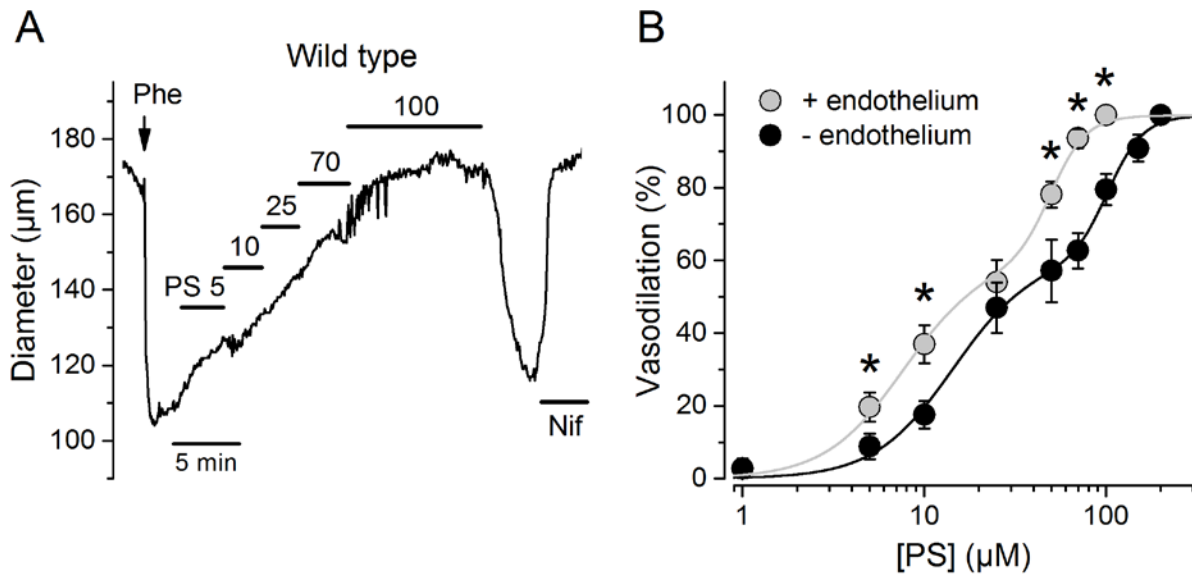 A
Wild type
Phe
100
70
25
10
PS 5
Nif
5 min
Diameter (µm)
180
160
140
120
100
B
+ endothelium
- endothelium
* * * * *
Vasodilation (%)
100
80
60
40
20
0
1 10 100
[PS] (µM)